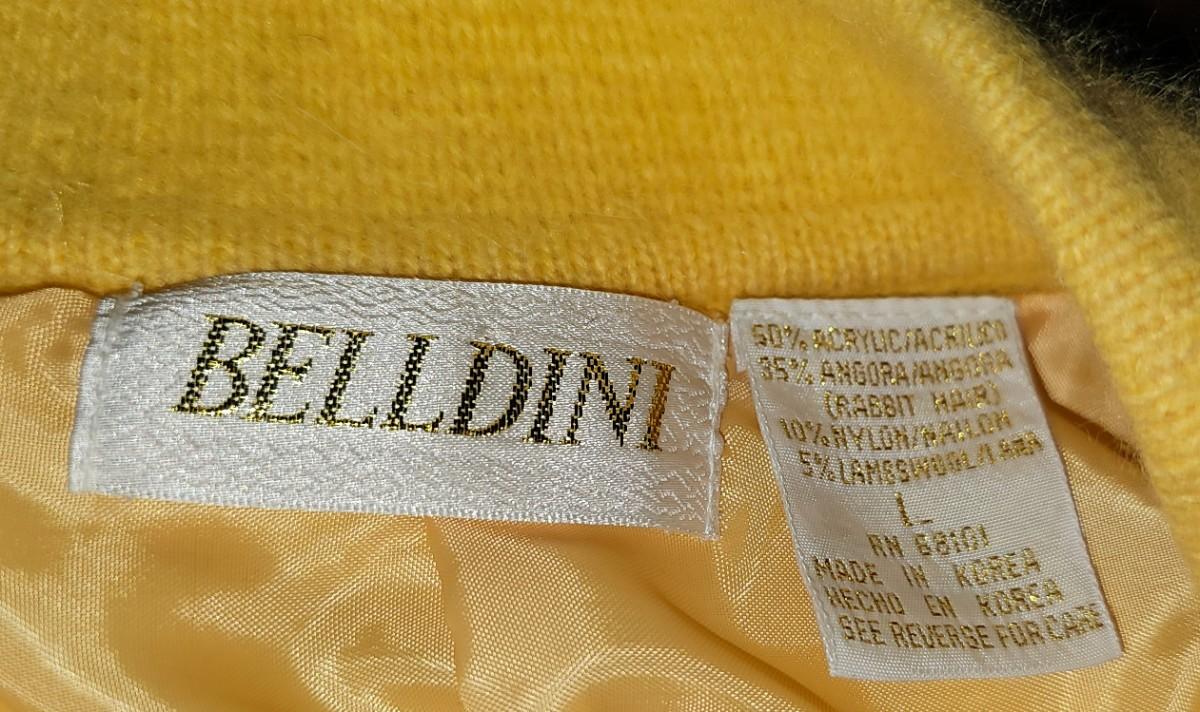 BELLDINI
50% ACRYLIC/ACRILICO
35% ANGORA/ANGORA
(RABBIT HAIR)
10% NYLON/NAILON
5% LAMBSWOOL/LANA
L
RN 68101
MADE IN KOREA
HECHO EN KOREA
SEE REVERSE FOR CARE